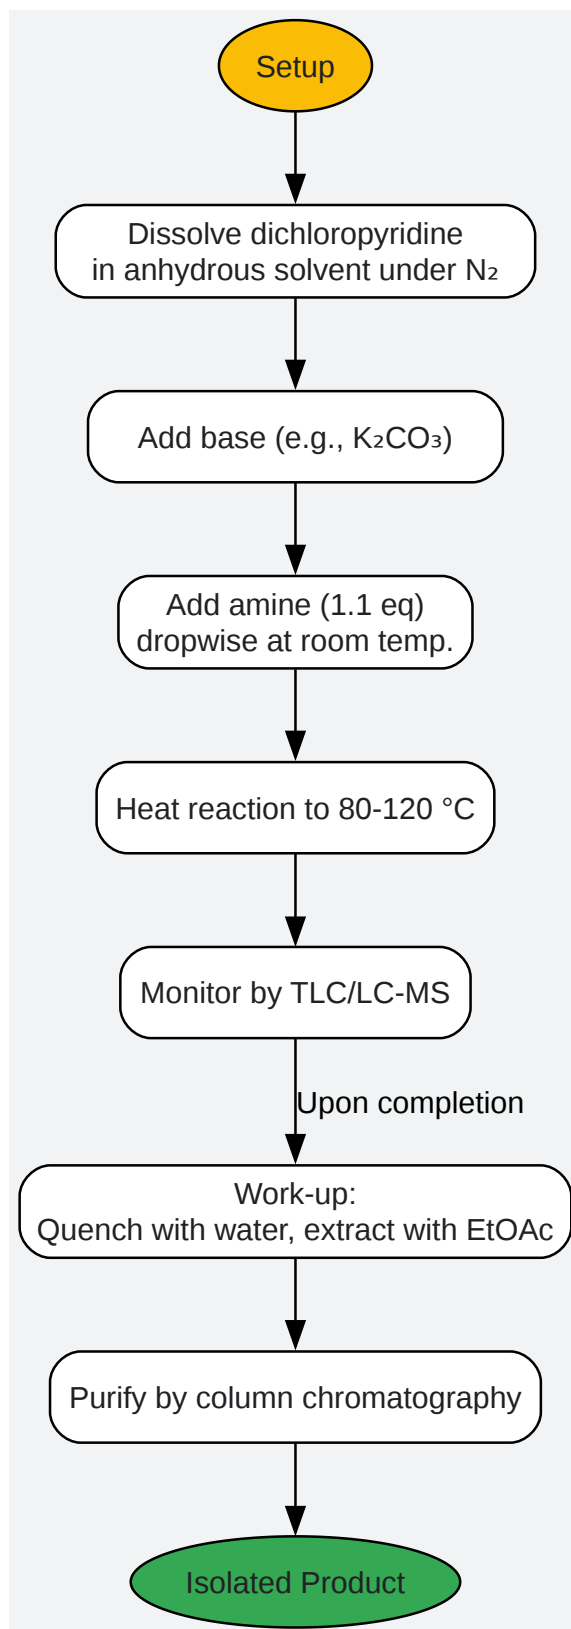 Setup
Dissolve dichloropyridine
in anhydrous solvent under N₂
Add base (e.g., K₂CO₃)
Add amine (1.1 eq)
dropwise at room temp.
Heat reaction to 80-120 °C
Monitor by TLC/LC-MS
Upon completion
Work-up:
Quench with water, extract with EtOAc
Purify by column chromatography
Isolated Product